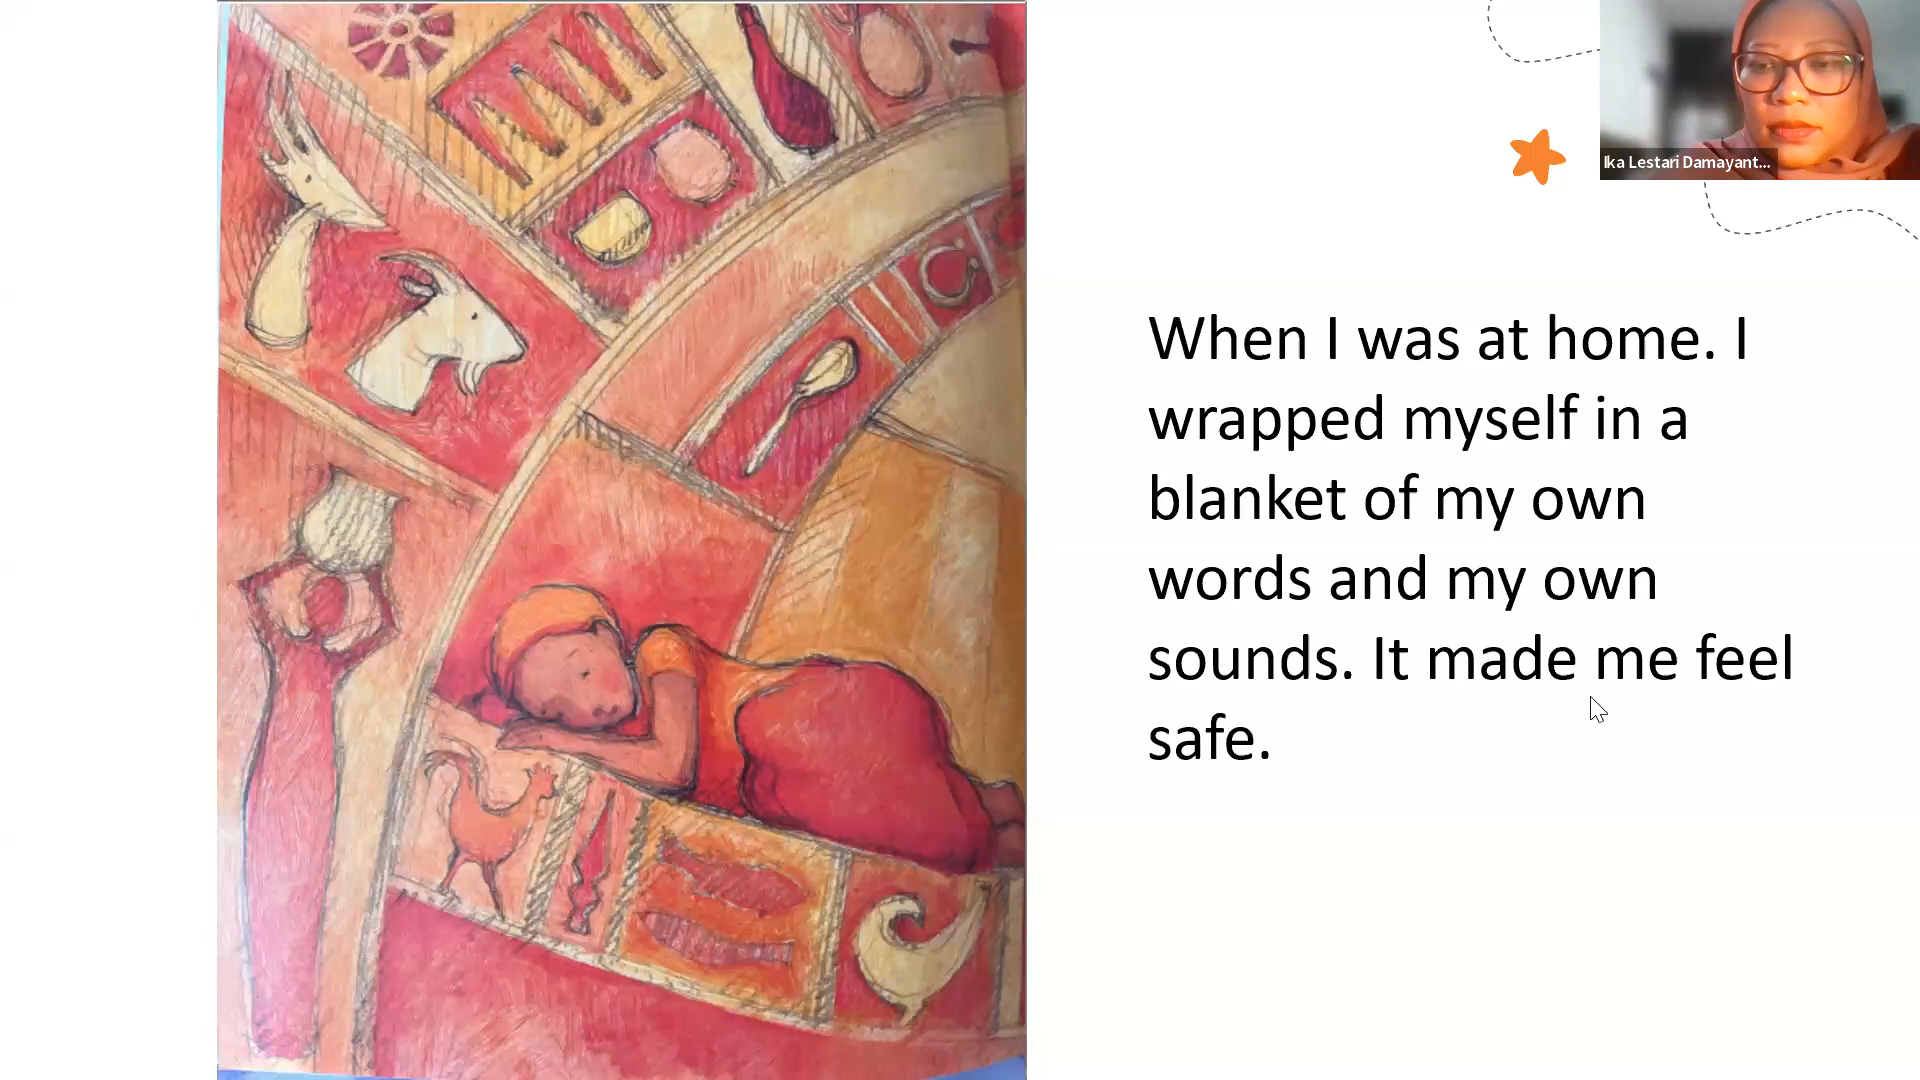 Ika Lestari Damayant...
When I was at home. I
wrapped myself in a
blanket of my own
words and my own
sounds. It made me feel
safe.